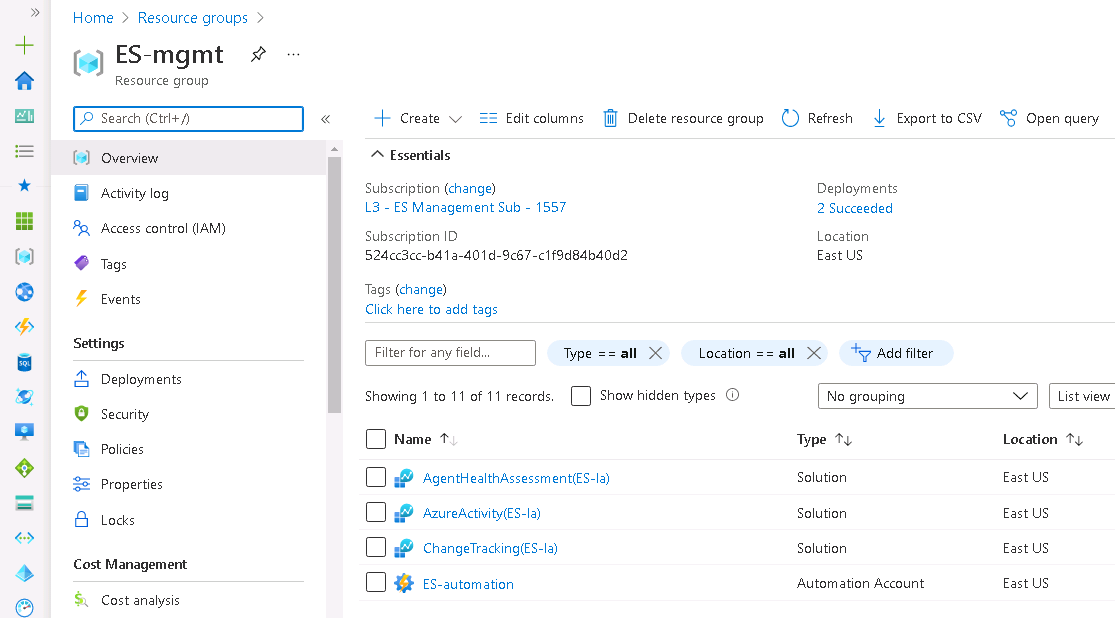 Home > Resource groups >
ES-mgmt ...
Resource group
Search (Ctrl+/)
Overview
Activity log
Access control (IAM)
Tags
Events
Settings
Deployments
Security
Policies
Properties
Locks
Cost Management
Cost analysis
Create
Edit columns
Delete resource group
Refresh
Export to CSV
Open query
Essentials
Subscription (change)
L3 - ES Management Sub - 1557
Subscription ID
524cc3cc-b41a-401d-9c67-c1f9d84b40d2
Tags (change)
Click here to add tags
Deployments
2 Succeeded
Location
East US
Filter for any field...
Type == all
Location == all
Add filter
Showing 1 to 11 of 11 records.
Show hidden types
No grouping
List view
Name Type Location
AgentHealthAssessment(ES-la) Solution East US
AzureActivity(ES-la) Solution East US
ChangeTracking(ES-la) Solution East US
ES-automation Automation Account East US
SQL